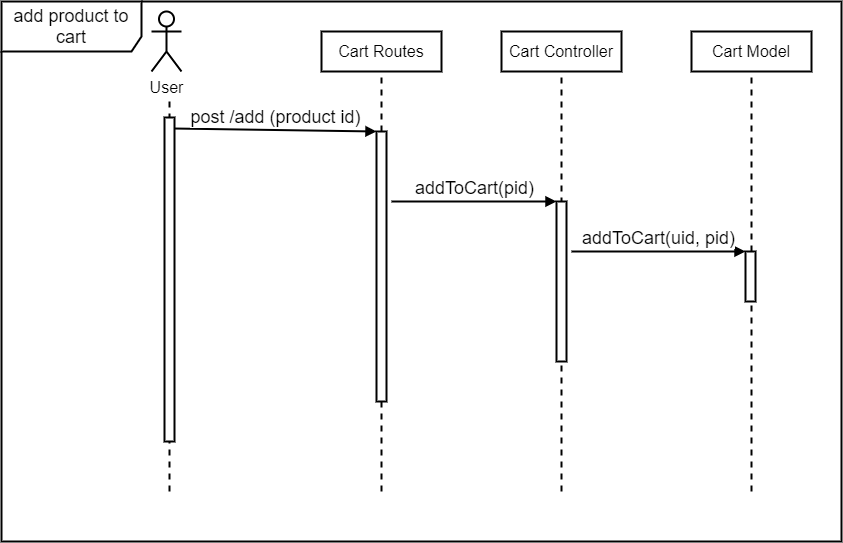 add product to
cart
User
Cart Routes
Cart Controller
Cart Model
post /add (product id)
addToCart(pid)
addToCart(uid, pid)